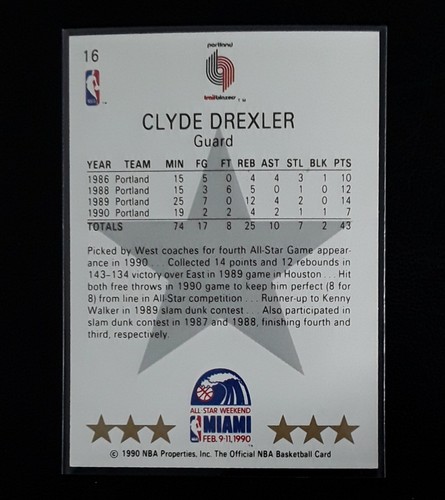 16
portland
trail blazers TM
CLYDE DREXLER
Guard
YEAR TEAM MIN FG FT REB AST STL BLK PTS
1986 Portland 15 5 0 4 4 3 1 10
1988 Portland 15 3 6 5 0 1 0 12
1989 Portland 25 7 0 12 4 2 0 14
1990 Portland 19 2 2 4 2 1 1 7
TOTALS 74 17 8 25 10 7 2 43
Picked by West coaches for fourth All-Star Game appear-
ance in 1990 . . . Collected 14 points and 12 rebounds in
143-134 victory over East in 1989 game in Houston . . . Hit
both free throws in 1990 game to keep him perfect (8 for
8) from line in All-Star competition . . . Runner-up to Kenny
Walker in 1989 slam dunk contest . . . Also participated in
slam dunk contest in 1987 and 1988, finishing fourth and
third, respectively.
ALL-STAR WEEKEND
MIAMI
FEB. 9-11, 1990
© 1990 NBA Properties, Inc. The Official NBA Basketball Card